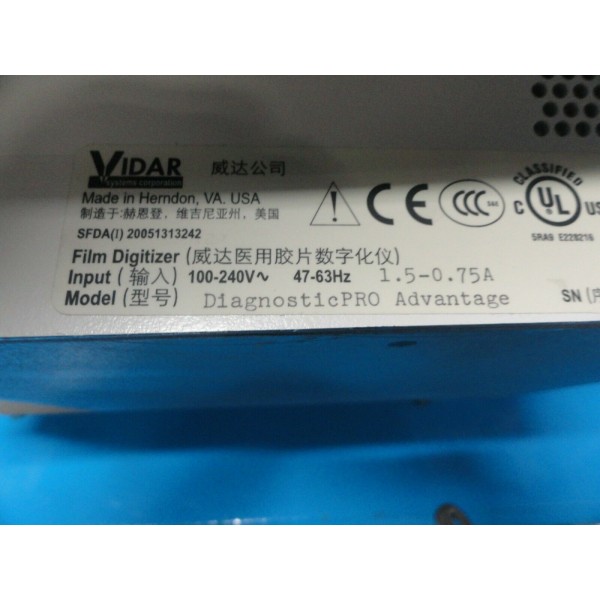 VIDAR 威达公司
systems corporation
Made in Herndon, VA. USA
制造于:赫恩登, 维吉尼亚州, 美国
SFDA(I) 20051313242
CLASSIFIED
C UL US
5RA9 E228216
Film Digitizer (威达医用胶片数字化仪)
Input (输入) 100-240V~ 47-63Hz 1.5-0.75A
Model (型号) DiagnosticPRO Advantage
SN